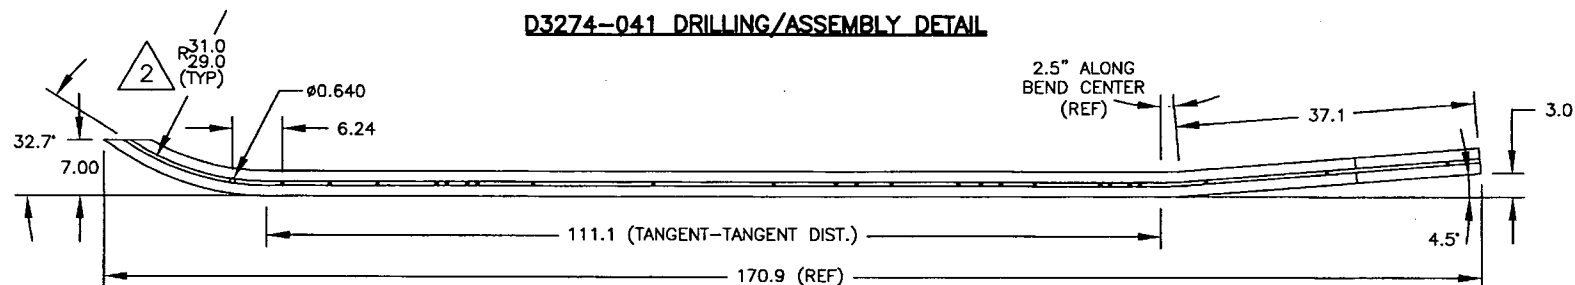 D3274-041 DRILLING/ASSEMBLY DETAIL
2
R31.0
29.0
(TYP)
ø0.640
6.24
2.5" ALONG
BEND CENTER
(REF)
37.1
3.0
32.7°
7.00
111.1 (TANGENT-TANGENT DIST.)
4.5°
170.9 (REF)